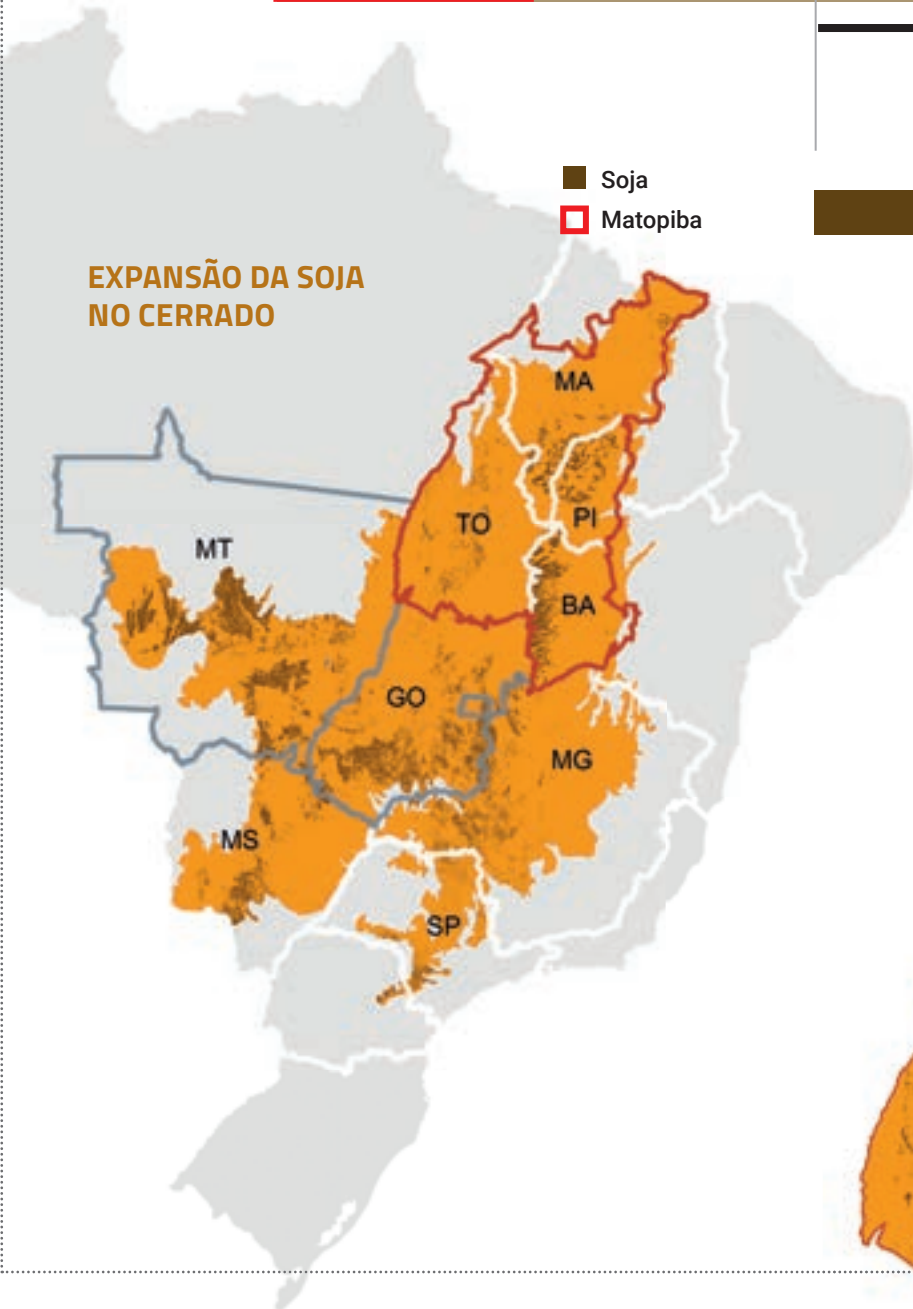 Soja
Matopiba
EXPANSÃO DA SOJA
NO CERRADO
MA
TO
PI
MT
BA
GO
MG
MS
SP